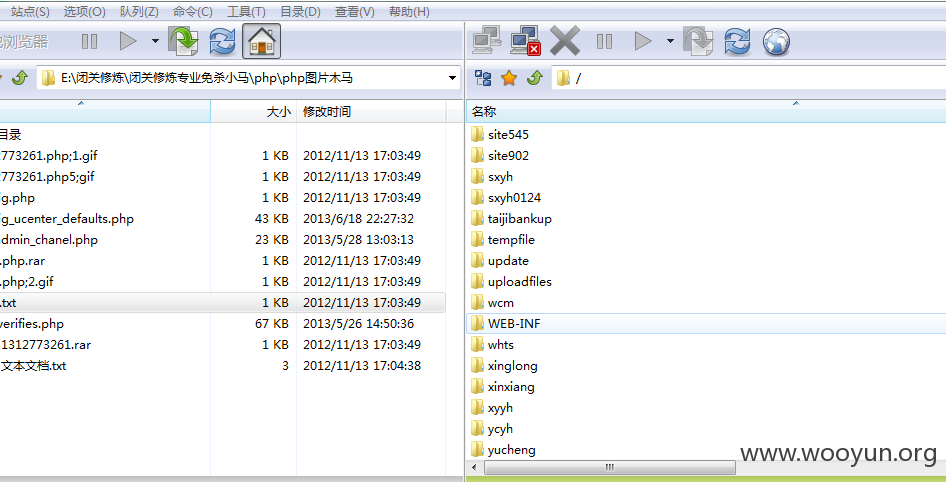 站点(S) 选项(O) 队列(Z) 命令(C) 工具(T) 目录(D) 查看(V) 帮助(H)
浏览器
E:\闭关修炼\闭关修炼专业免杀小马\php\php图片木马
/
大小 修改时间
名称
目录
773261.php;1.gif 1 KB 2012/11/13 17:03:49
773261.php5;gif 1 KB 2012/11/13 17:03:49
g.php 1 KB 2012/11/13 17:03:49
g_ucenter_defaults.php 43 KB 2013/6/18 22:27:32
dmin_chanel.php 23 KB 2013/5/28 13:03:13
.php.rar 1 KB 2012/11/13 17:03:49
.php;2.gif 1 KB 2012/11/13 17:03:49
.txt 1 KB 2012/11/13 17:03:49
verifies.php 67 KB 2013/5/26 14:50:36
1312773261.rar 1 KB 2012/11/13 17:03:49
文本文档.txt 3 2012/11/13 17:04:38
site545
site902
sxyh
sxyh0124
taijibankup
tempfile
update
uploadfiles
wcm
WEB-INF
whts
xinglong
xinxiang
xyyh
ycyh
yucheng
www.wooyun.org